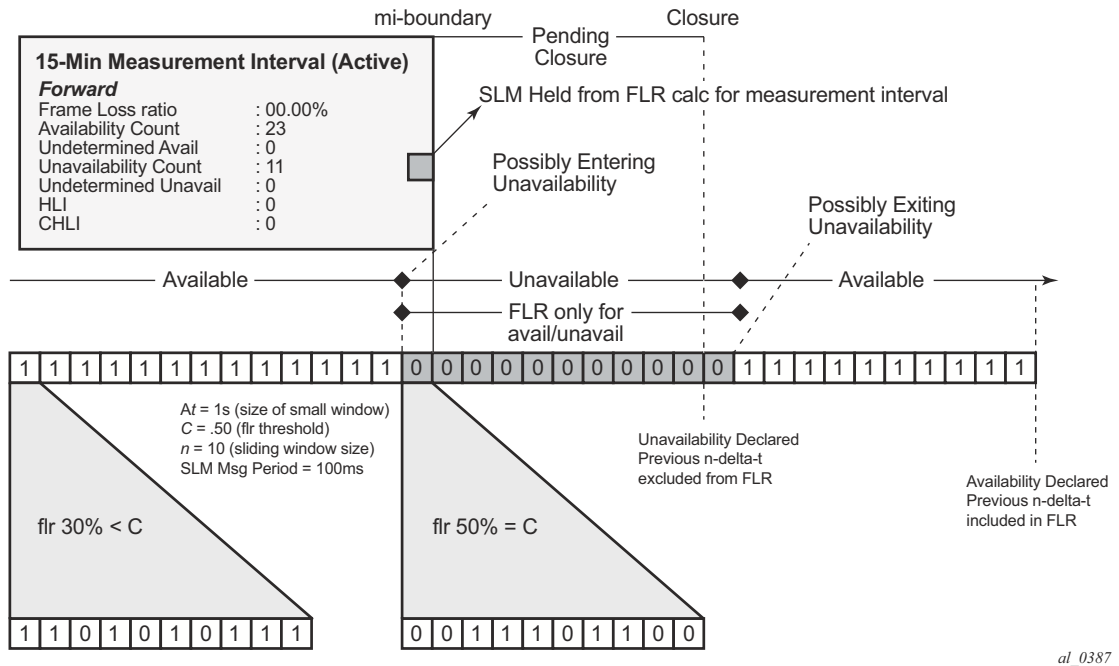 mi-boundary
Closure
Pending
Closure
15-Min Measurement Interval (Active)
Forward
Frame Loss ratio : 00.00%
Availability Count : 23
Undetermined Avail : 0
Unavailability Count : 11
Undetermined Unavail : 0
HLI : 0
CHLI : 0
SLM Held from FLR calc for measurement interval
Possibly Entering
Unavailability
Possibly Exiting
Unavailability
Available
Unavailable
Available
FLR only for
avail/unavail
1 1 1 1 1 1 1 1 1 1 1 1 1 0 0 0 0 0 0 0 0 0 0 0 1 1 1 1 1 1 1 1 1 1
At = 1s (size of small window)
C = .50 (flr threshold)
n = 10 (sliding window size)
SLM Msg Period = 100ms
Unavailability Declared
Previous n-delta-t
excluded from FLR
Availability Declared
Previous n-delta-t
included in FLR
flr 30% < C
flr 50% = C
1 1 0 1 0 1 0 1 1 1
0 0 1 1 1 0 1 1 0 0
al_0387